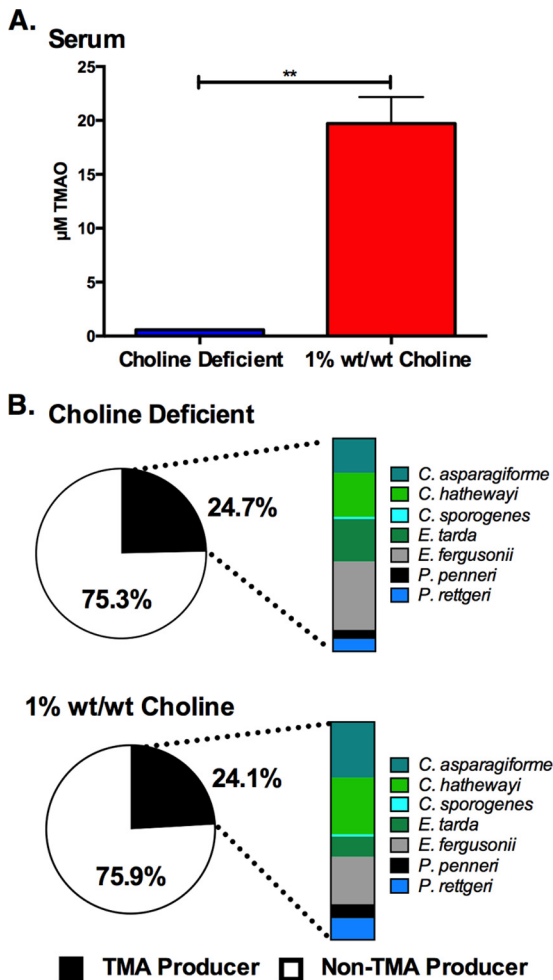 A.
Serum
25
20
15
10
5
0
µM TMAO
**
Choline Deficient
1% wt/wt Choline
B.
Choline Deficient
24.7%
75.3%
C. asparagiforme
C. hathewayi
C. sporogenes
E. tarda
E. fergusonii
P. penneri
P. rettgeri
1% wt/wt Choline
24.1%
75.9%
C. asparagiforme
C. hathewayi
C. sporogenes
E. tarda
E. fergusonii
P. penneri
P. rettgeri
TMA Producer
Non-TMA Producer